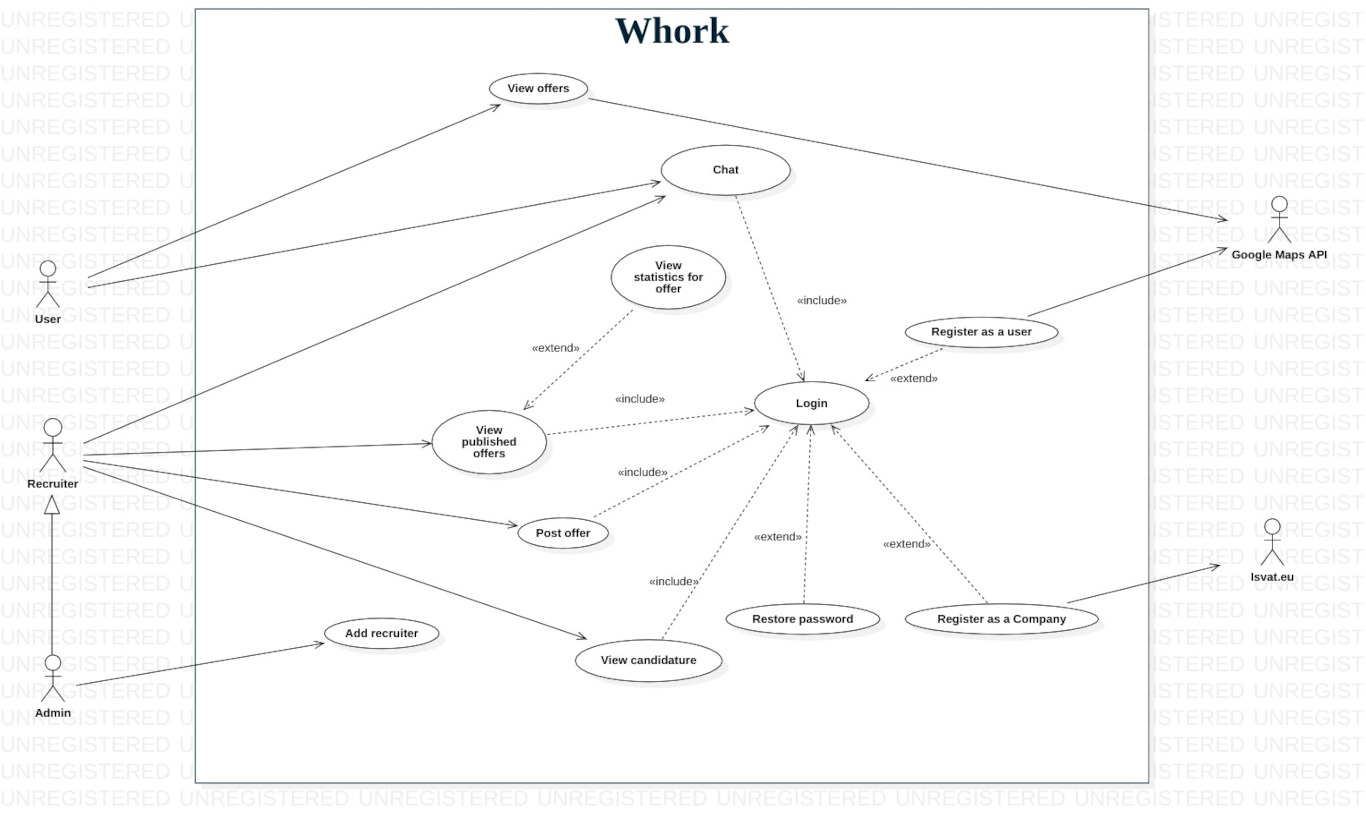 Whork
View offers
Chat
View
statistics for
offer
«include»
Google Maps API
User
Register as a user
«extend»
«extend»
«include»
Login
View
published
offers
Recruiter
«include»
Post offer
«extend»
«extend»
«include»
lsvat.eu
Restore password
Register as a Company
Add recruiter
View candidature
Admin
UNREGISTERED UNREGISTERED UNREGISTERED UNREGISTERED UNREGISTERED UNREGISTERED UNREGISTERED UNREGIST